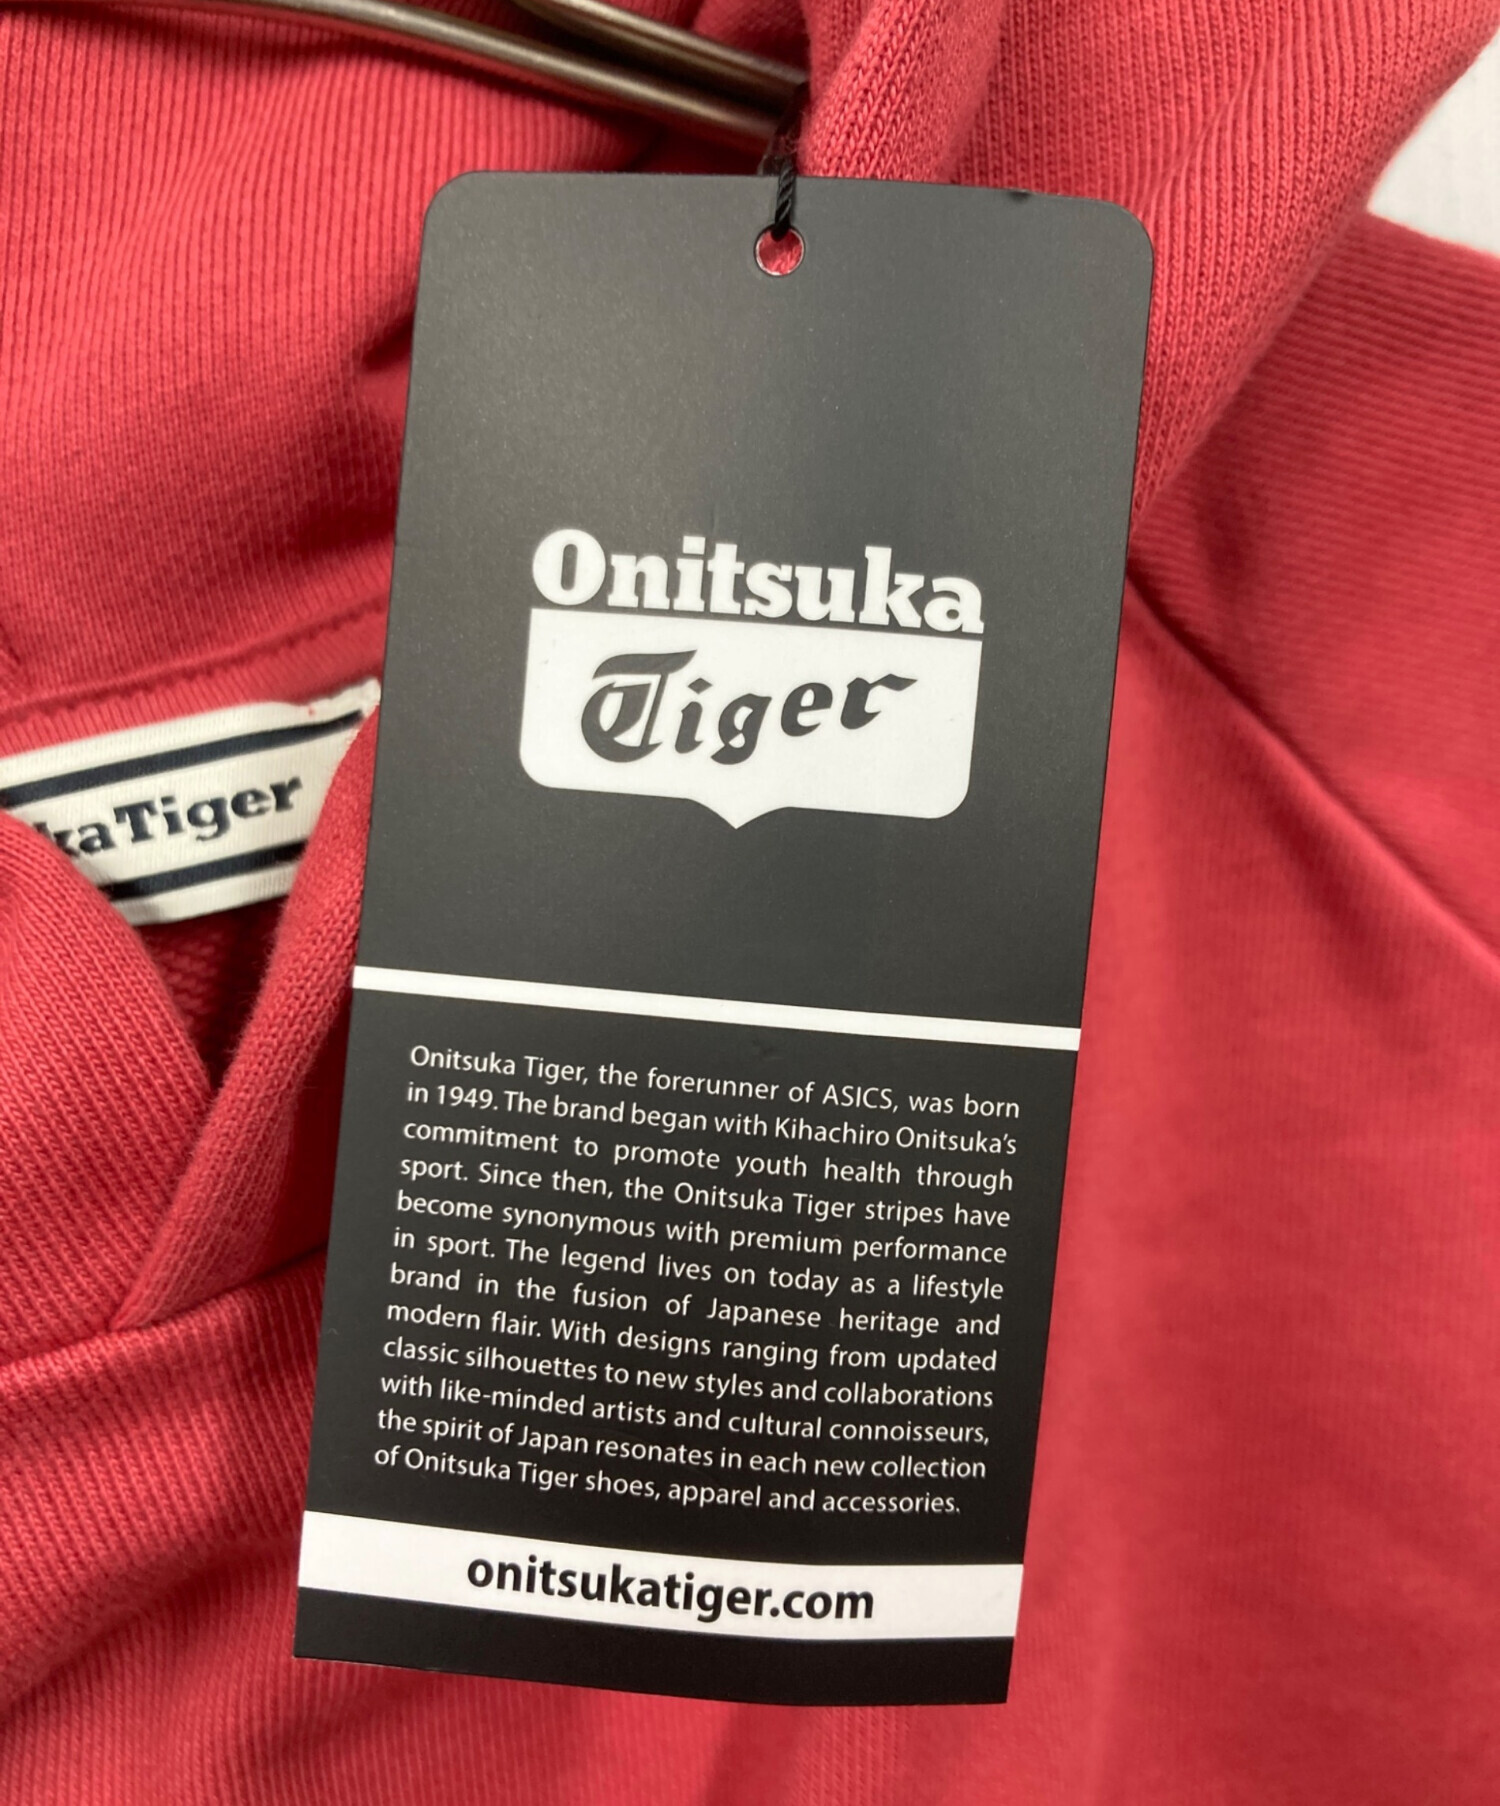 Onitsuka
Tiger
kaTiger
Onitsuka Tiger, the forerunner of ASICS, was born
in 1949. The brand began with Kihachiro Onitsuka's
commitment to promote youth health through
sport. Since then, the Onitsuka Tiger stripes have
become synonymous with premium performance
in sport. The legend lives on today as a lifestyle
brand in the fusion of Japanese heritage and
modern flair. With designs ranging from updated
classic silhouettes to new styles and collaborations
with like-minded artists and cultural connoisseurs,
the spirit of Japan resonates in each new collection
of Onitsuka Tiger shoes, apparel and accessories.
onitsukatiger.com